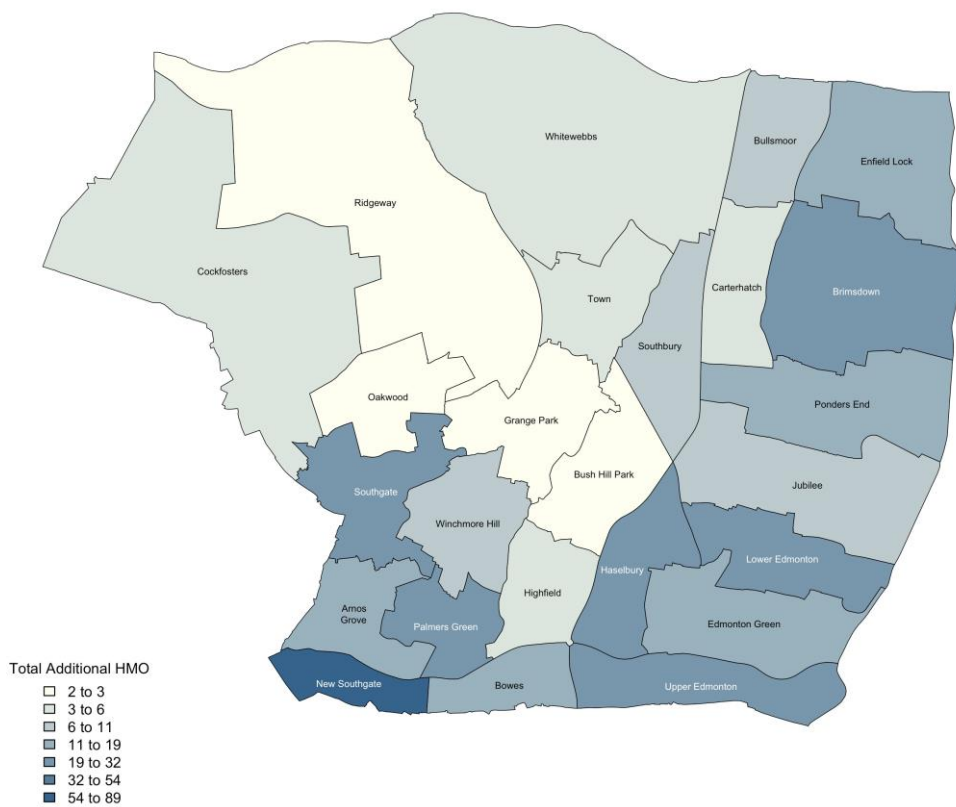 Whitewebbs
Bullsmoor
Enfield Lock
Ridgeway
Cockfosters
Carterhatch
Brimsdown
Town
Southbury
Oakwood
Ponders End
Grange Park
Bush Hill Park
Jubilee
Southgate
Winchmore Hill
Lower Edmonton
Haselbury
Highfield
Arnos
Grove
Palmers Green
Edmonton Green
New Southgate
Bowes
Upper Edmonton
Total Additional HMO
2 to 3
3 to 6
6 to 11
11 to 19
19 to 32
32 to 54
54 to 89